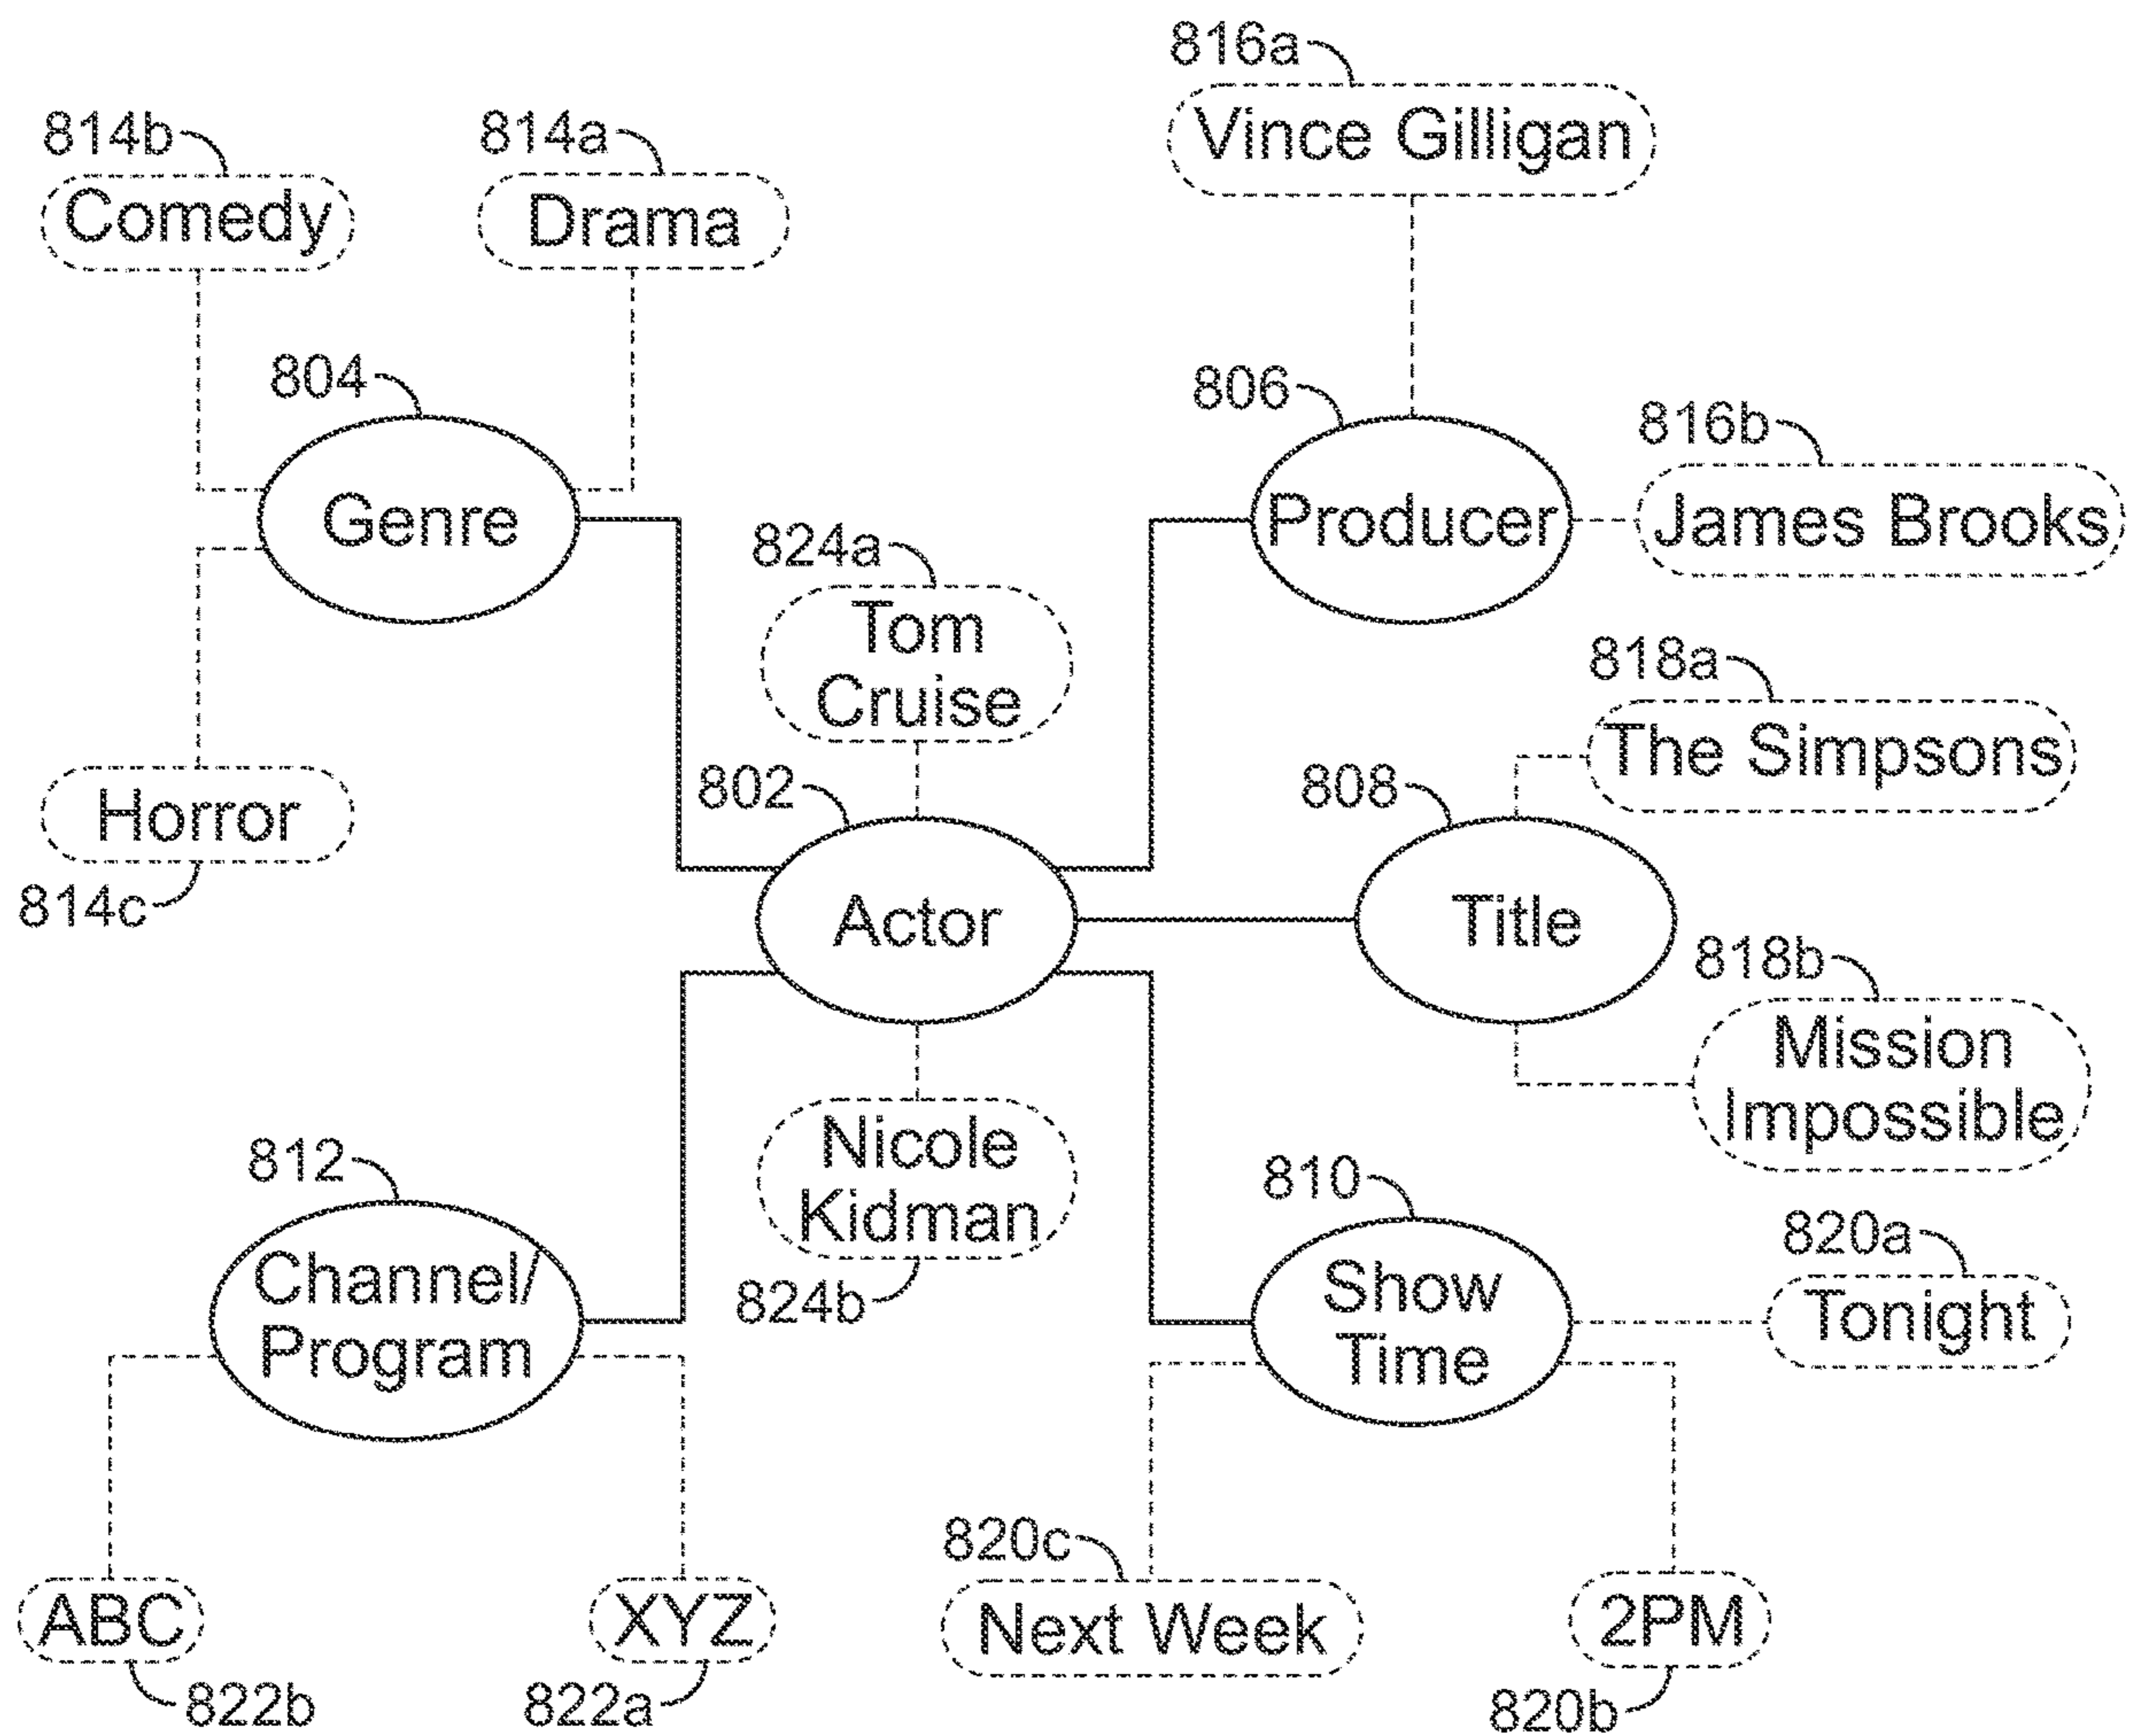 816a
Vince Gilligan
814b
Comedy
814a
Drama
804
Genre
806
Producer
816b
James Brooks
824a
Tom
Cruise
818a
The Simpsons
802
Actor
808
Title
Horror
814c
818b
Mission
Impossible
812
Channel/
Program
Nicole
Kidman
824b
810
Show
Time
820a
Tonight
ABC
822b
XYZ
822a
820c
Next Week
2PM
820b